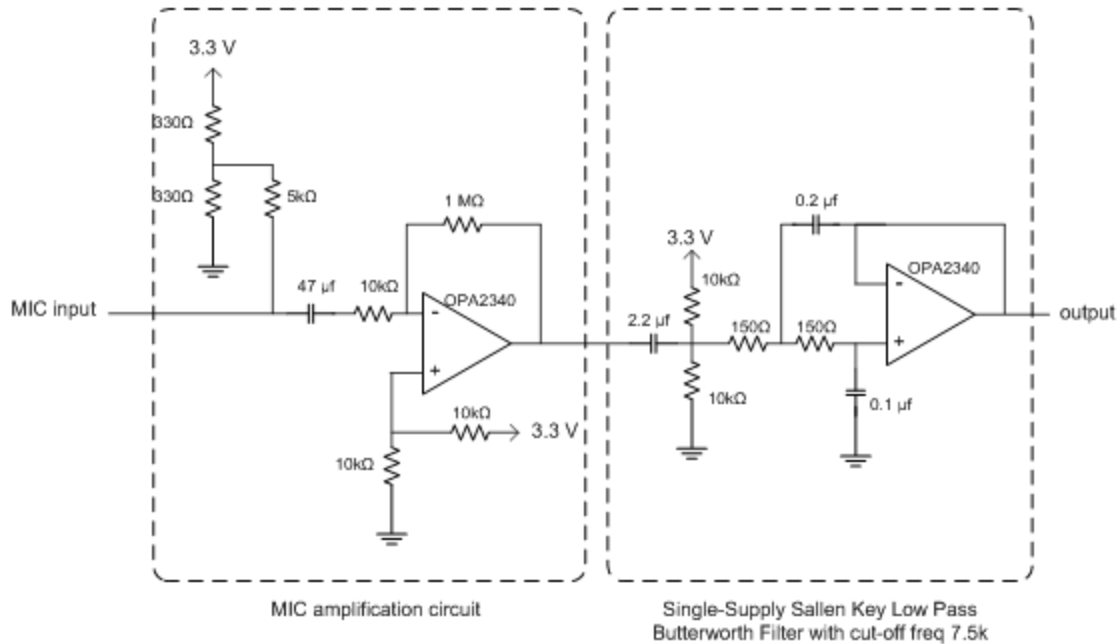 3.3 V
330Ω
330Ω
5kΩ
1 MΩ
47 µf
10kΩ
OPA2340
-
+
MIC input
10kΩ
3.3 V
10kΩ
0.2 µf
3.3 V
10kΩ
OPA2340
-
+
2.2 µf
150Ω
150Ω
output
10kΩ
0.1 µf
MIC amplification circuit
Single-Supply Sallen Key Low Pass
Butterworth Filter with cut-off freq 7.5k